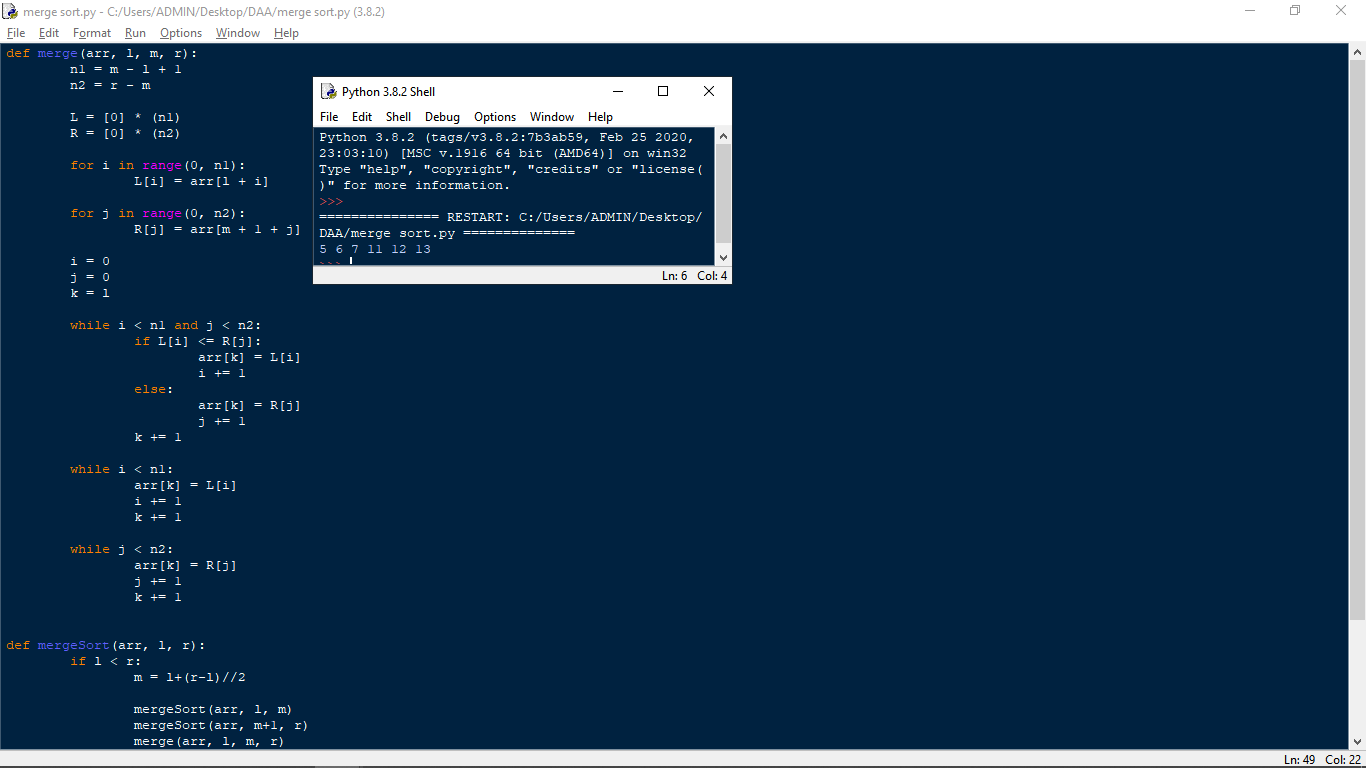 merge sort.py - C:/Users/ADMIN/Desktop/DAA/merge sort.py (3.8.2)
File Edit Format Run Options Window Help
def merge(arr, l, m, r):
n1 = m - l + 1
n2 = r - m
L = [0] * (n1)
R = [0] * (n2)
for i in range(0, n1):
L[i] = arr[l + i]
for j in range(0, n2):
R[j] = arr[m + 1 + j]
i = 0
j = 0
k = l
while i < n1 and j < n2:
if L[i] <= R[j]:
arr[k] = L[i]
i += 1
else:
arr[k] = R[j]
j += 1
k += 1
while i < n1:
arr[k] = L[i]
i += 1
k += 1
while j < n2:
arr[k] = R[j]
j += 1
k += 1
def mergeSort(arr, l, r):
if l < r:
m = l+(r-l)//2
mergeSort(arr, l, m)
mergeSort(arr, m+1, r)
merge(arr, l, m, r)
Python 3.8.2 Shell
File Edit Shell Debug Options Window Help
Python 3.8.2 (tags/v3.8.2:7b3ab59, Feb 25 2020,
23:03:10) [MSC v.1916 64 bit (AMD64)] on win32
Type "help", "copyright", "credits" or "license(
)" for more information.
>>>
=============== RESTART: C:/Users/ADMIN/Desktop/
DAA/merge sort.py ==============
5 6 7 11 12 13
>>>
Ln: 6 Col: 4
Ln: 49 Col: 22